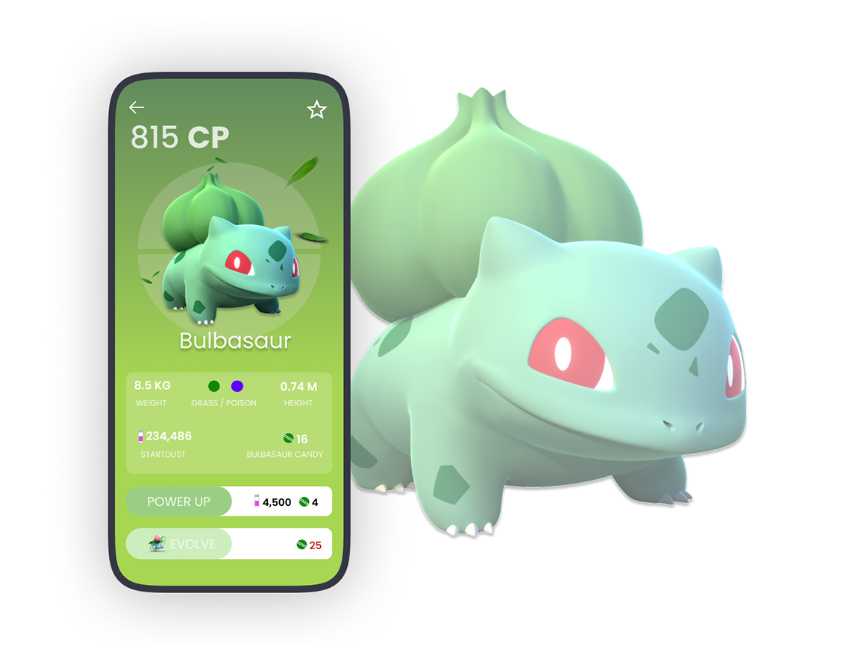 815 CP
Bulbasaur
8.5 KG
WEIGHT
GRASS / POISON
0.74 M
HEIGHT
234,486
STARDUST
16
BULBASAUR CANDY
POWER UP 4,500 4
EVOLVE 25